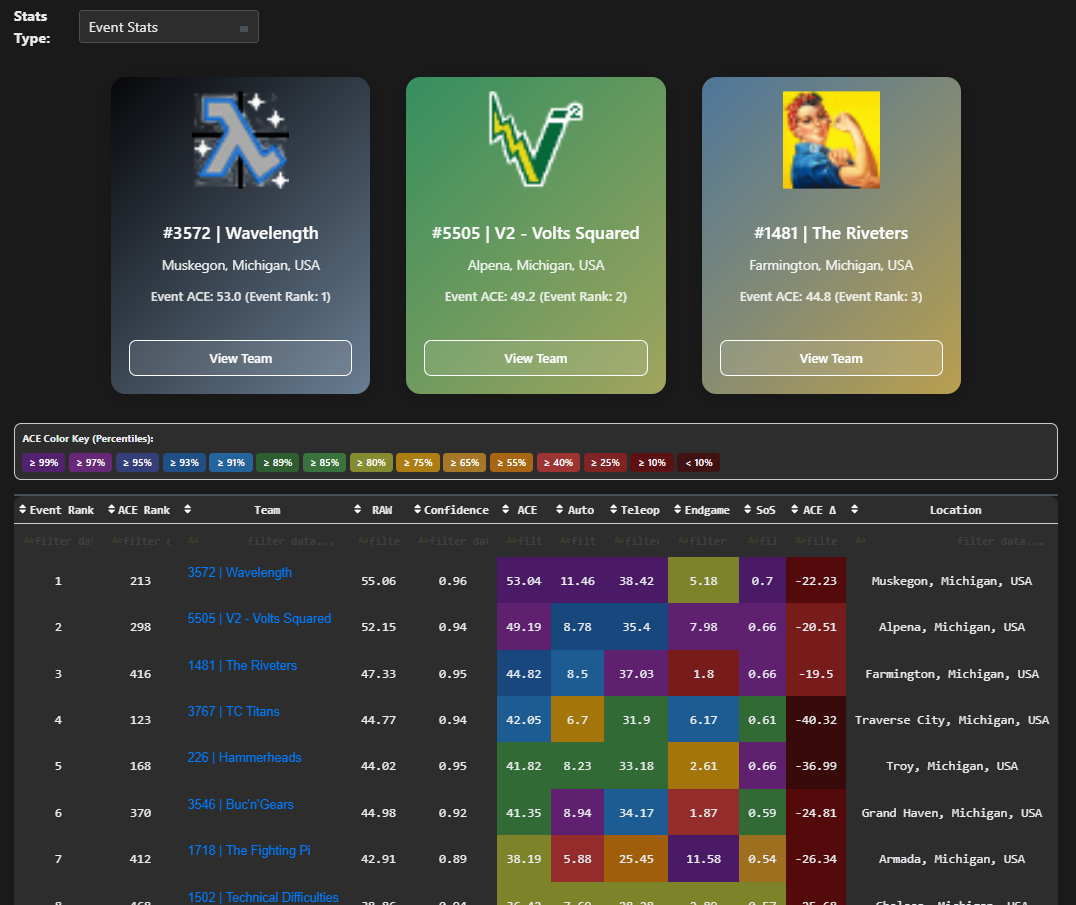 Stats
Type:
Event Stats
#3572 | Wavelength
Muskegon, Michigan, USA
Event ACE: 53.0 (Event Rank: 1)
View Team
#5505 | V2 - Volts Squared
Alpena, Michigan, USA
Event ACE: 49.2 (Event Rank: 2)
View Team
#1481 | The Riveters
Farmington, Michigan, USA
Event ACE: 44.8 (Event Rank: 3)
View Team
ACE Color Key (Percentiles):
≥ 99% ≥ 97% ≥ 95% ≥ 93% ≥ 91% ≥ 89% ≥ 85% ≥ 80% ≥ 75% ≥ 65% ≥ 55% ≥ 40% ≥ 25% ≥ 10% < 10%
Event Rank ACE Rank Team RAW Confidence ACE Auto Teleop Endgame SoS ACE Δ Location
Aa filter dat Aa filter d Aa filter data... Aa filte Aa filter dat Aa filt Aa filt Aa filter Aa filter Aa fil Aa filte Aa filter data...
1 213 3572 | Wavelength 55.06 0.96 53.04 11.46 38.42 5.18 0.7 -22.23 Muskegon, Michigan, USA
2 298 5505 | V2 - Volts Squared 52.15 0.94 49.19 8.78 35.4 7.98 0.66 -20.51 Alpena, Michigan, USA
3 416 1481 | The Riveters 47.33 0.95 44.82 8.5 37.03 1.8 0.66 -19.5 Farmington, Michigan, USA
4 123 3767 | TC Titans 44.77 0.94 42.05 6.7 31.9 6.17 0.61 -40.32 Traverse City, Michigan, USA
5 168 226 | Hammerheads 44.02 0.95 41.82 8.23 33.18 2.61 0.66 -36.99 Troy, Michigan, USA
6 370 3546 | Buc'n'Gears 44.98 0.92 41.35 8.94 34.17 1.87 0.59 -24.81 Grand Haven, Michigan, USA
7 412 1718 | The Fighting Pi 42.91 0.89 38.19 5.88 25.45 11.58 0.54 -26.34 Armada, Michigan, USA
1502 | Technical Difficulties